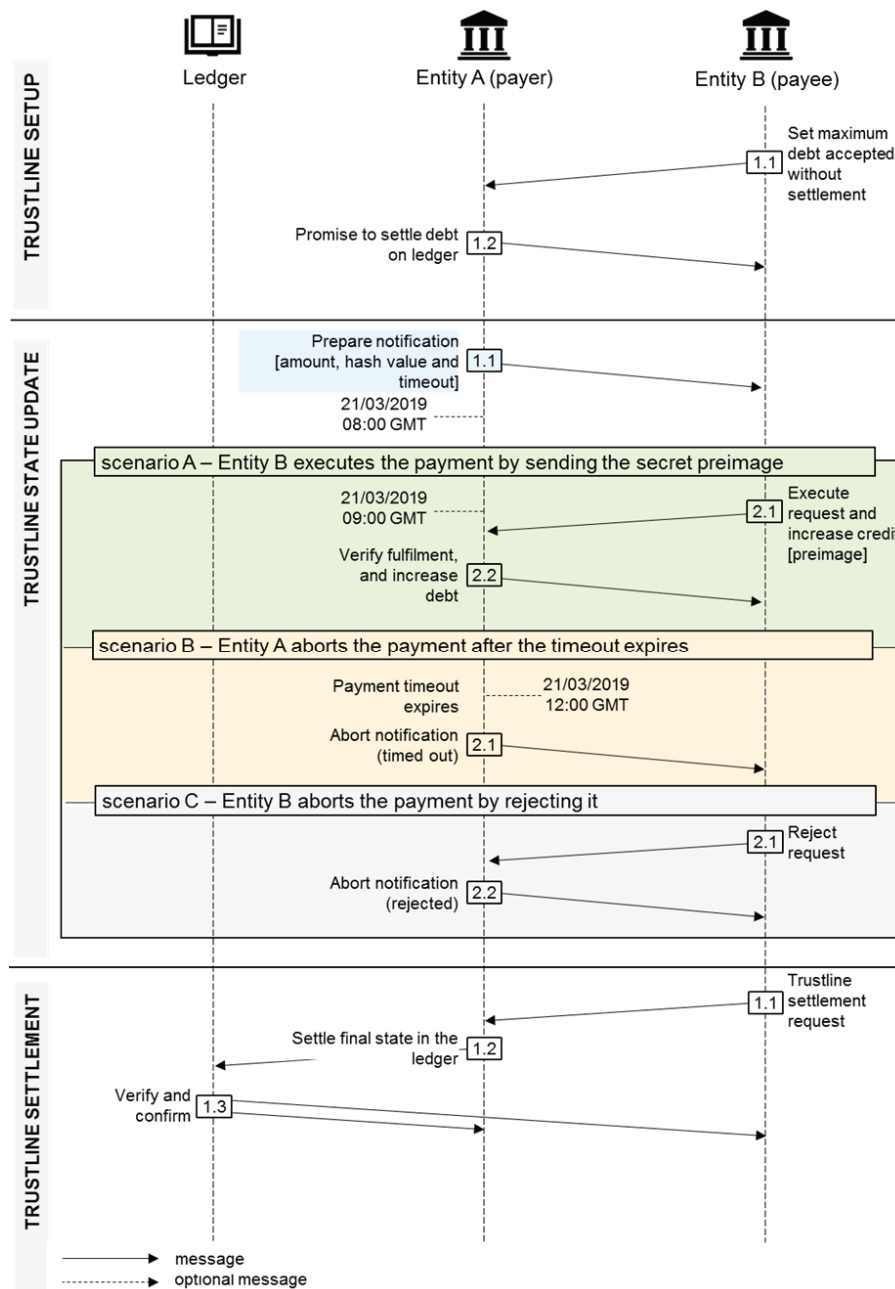 Ledger
Entity A (payer)
Entity B (payee)
TRUSTLINE SETUP
1.1
Set maximum
debt accepted
without
settlement
Promise to settle debt
on ledger
1.2
TRUSTLINE STATE UPDATE
Prepare notification
[amount, hash value and
timeout]
1.1
21/03/2019
08:00 GMT
scenario A – Entity B executes the payment by sending the secret preimage
21/03/2019
09:00 GMT
2.1
Execute
request and
increase credi
[preimage]
Verify fulfilment,
and increase
debt
2.2
scenario B – Entity A aborts the payment after the timeout expires
Payment timeout
expires
21/03/2019
12:00 GMT
Abort notification
(timed out)
2.1
scenario C – Entity B aborts the payment by rejecting it
2.1
Reject
request
Abort notification
(rejected)
2.2
TRUSTLINE SETTLEMENT
1.1
Trustline
settlement
request
Settle final state in the
ledger
1.2
Verify and
confirm
1.3
message
optional message